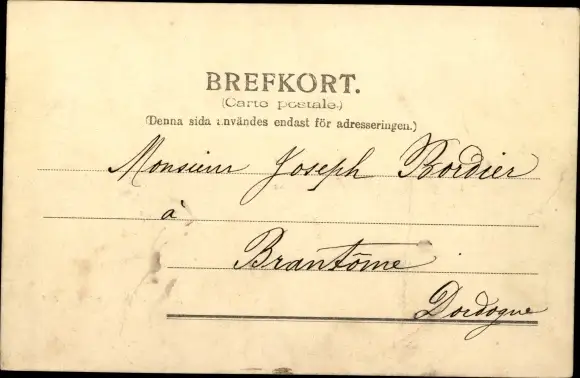 BREFKORT.
(Carte postale.)
(Denna sida användes endast för adresseringen.)
Monsieur Joseph Bordier
à
Brantôme
Dordogne